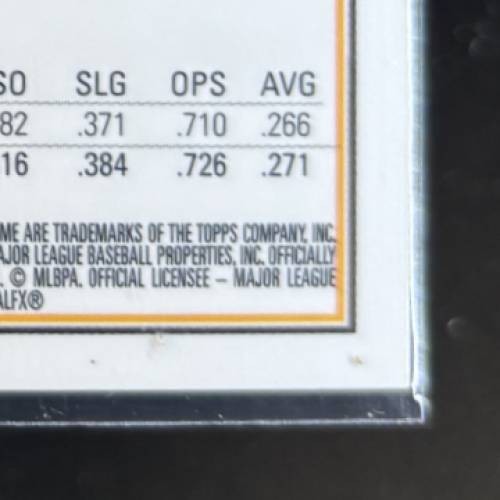 SO SLG OPS AVG
82 .371 .710 .266
16 .384 .726 .271
ME ARE TRADEMARKS OF THE TOPPS COMPANY, INC.
AJOR LEAGUE BASEBALL PROPERTIES, INC. OFFICIALLY
. © MLBPA. OFFICIAL LICENSEE – MAJOR LEAGUE
ALFX®